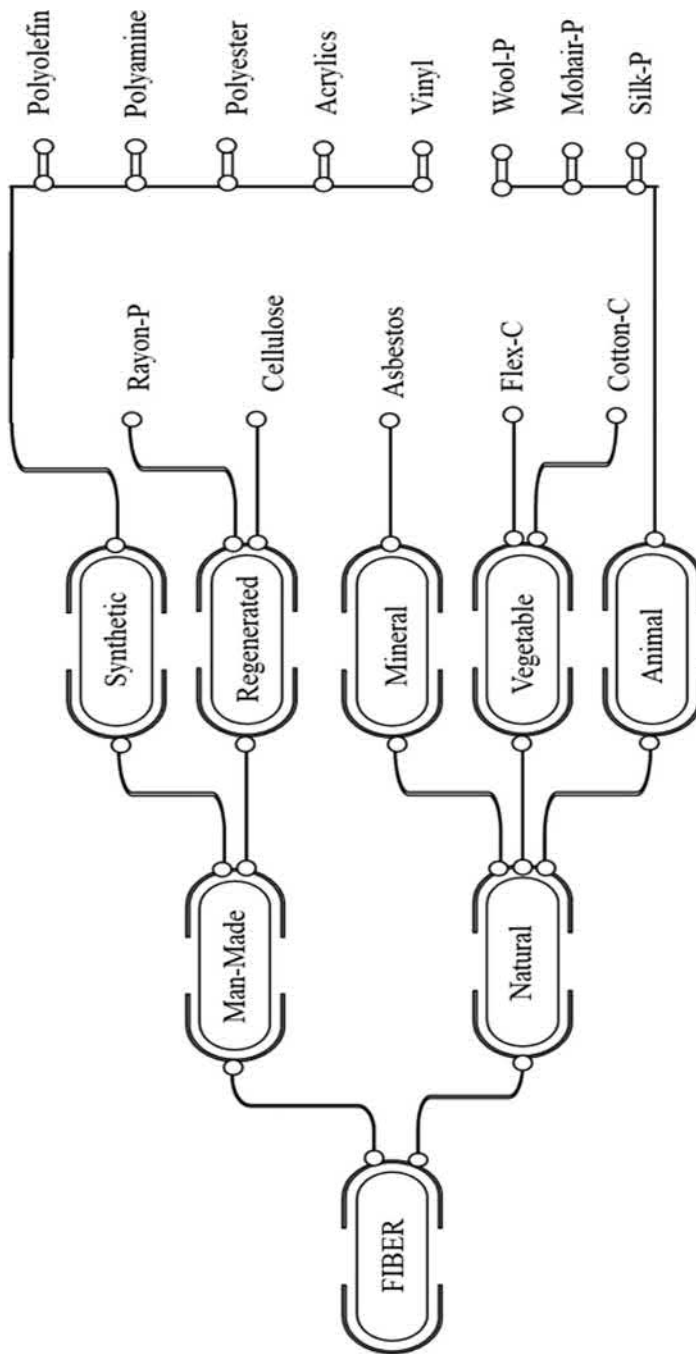 FIBER
Man-Made
Natural
Synthetic
Regenerated
Mineral
Vegetable
Animal
Polyolefin
Polyamine
Polyester
Acrylics
Vinyl
Rayon-P
Cellulose
Asbestos
Flex-C
Cotton-C
Wool-P
Mohair-P
Silk-P